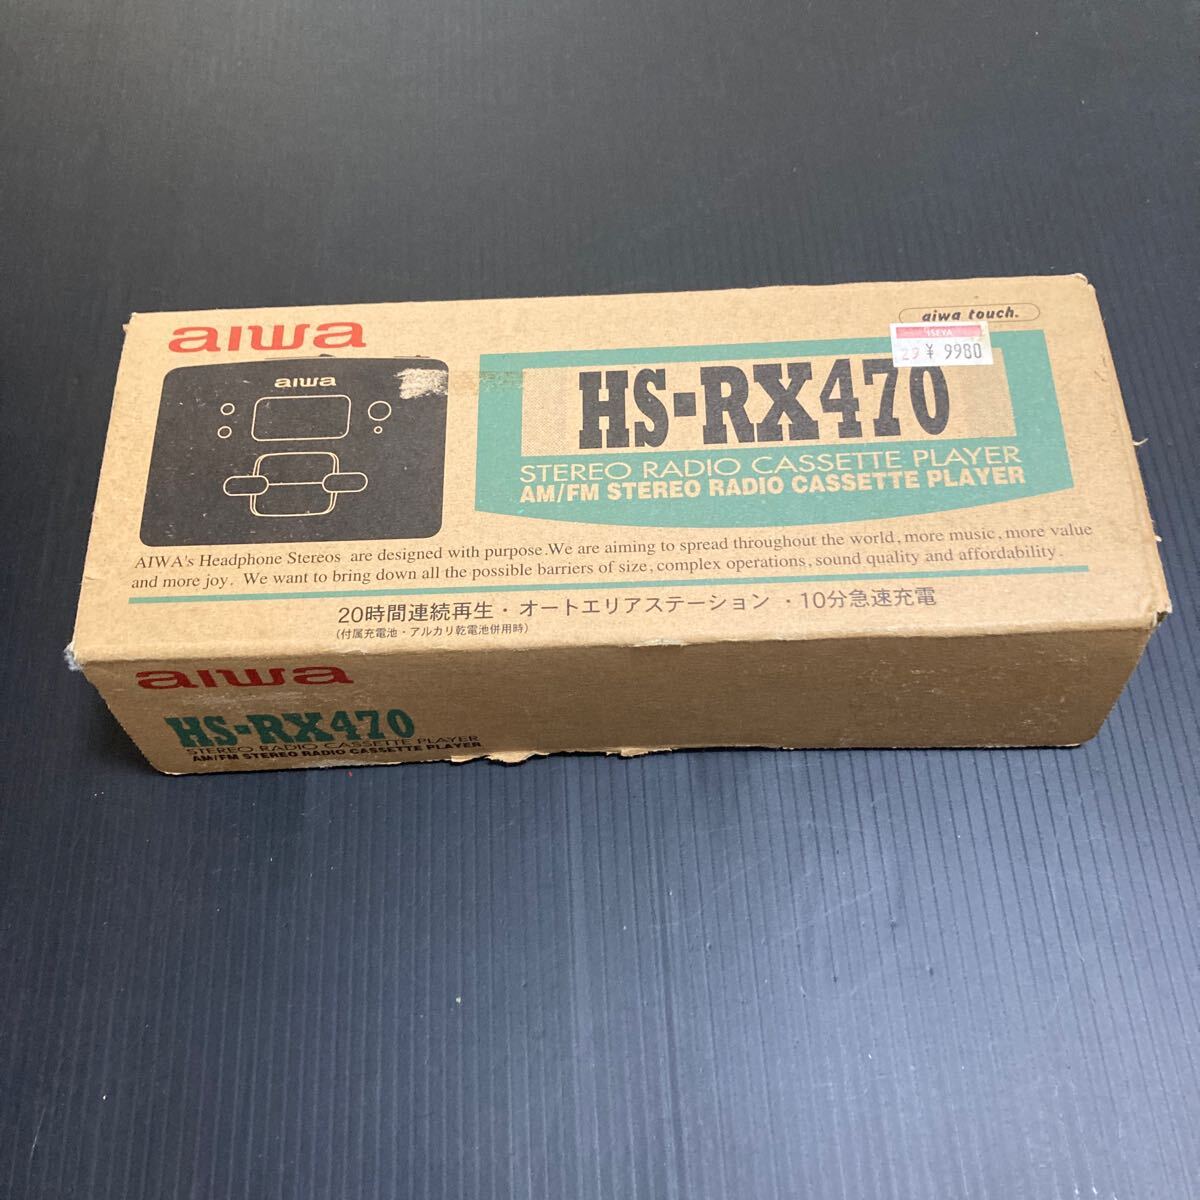 aiwa
aiwa
aiwa touch.
ISEYA
29 ¥ 9980
HS-RX470
STEREO RADIO CASSETTE PLAYER
AM/FM STEREO RADIO CASSETTE PLAYER
AIWA's Headphone Stereos are designed with purpose. We are aiming to spread throughout the world, more music, more value
and more joy. We want to bring down all the possible barriers of size, complex operations, sound quality and affordability.
20時間連続再生・オートエリアステーション ・10分急速充電
(付属充電池・アルカリ乾電池併用時)
aiwa
HS-RX470
STEREO RADIO CASSETTE PLAYER
AM/FM STEREO RADIO CASSETTE PLAYER